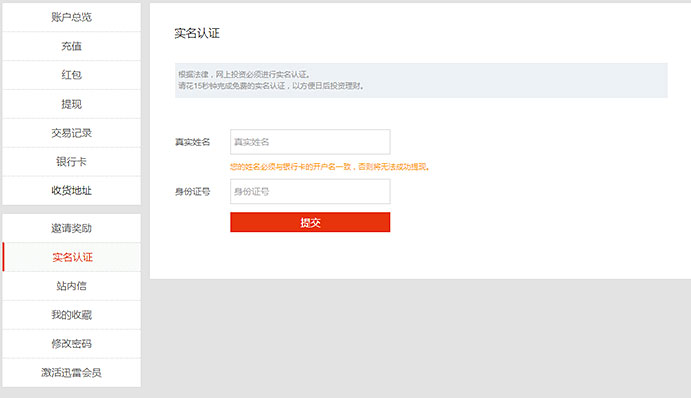 账户总览
充值
红包
提现
交易记录
银行卡
收货地址
邀请奖励
实名认证
站内信
我的收藏
修改密码
激活迅雷会员
实名认证
根据法律，网上投资必须进行实名认证。
请花15秒钟完成免费的实名认证，以方便日后投资理财。
真实姓名 真实姓名
您的姓名必须与银行卡的开户名一致，否则将无法成功提现。
身份证号 身份证号
提交